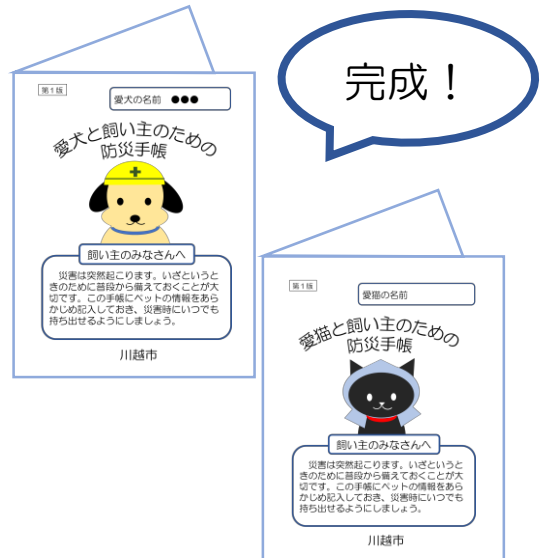 完成！
第１版
愛犬の名前　●●●
愛犬と飼い主のための
防災手帳
飼い主のみなさんへ
災害は突然起こります。いざというと
きのために普段から備えておくことが大
切です。この手帳にペットの情報をあら
かじめ記入しておき、災害時にいつでも
持ち出せるようにしましょう。
川越市
第１版
愛猫の名前
愛猫と飼い主のための
防災手帳
飼い主のみなさんへ
災害は突然起こります。いざというと
きのために普段から備えておくことが大
切です。この手帳にペットの情報をあら
かじめ記入しておき、災害時にいつでも
持ち出せるようにしましょう。
川越市